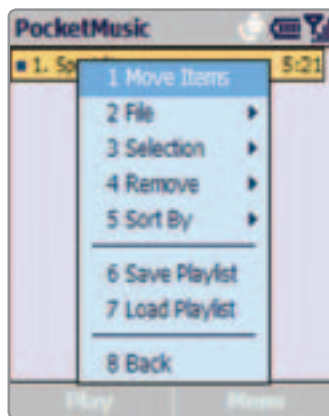 PocketMusic
1. Sp 5:21
1 Move Items
2 File
3 Selection
4 Remove
5 Sort By
6 Save Playlist
7 Load Playlist
8 Back
Play Menu